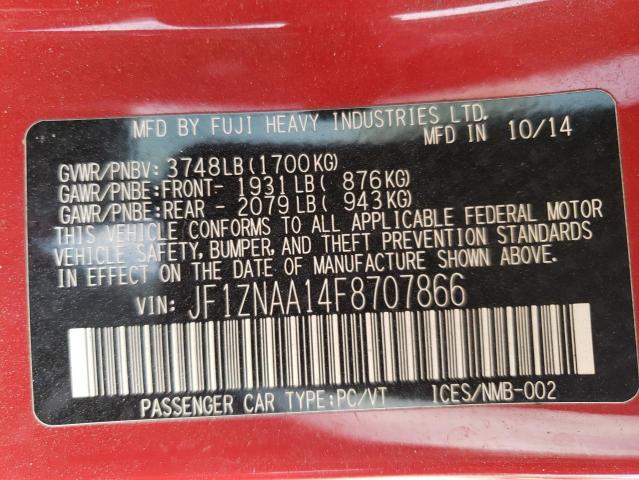 MFD BY FUJI HEAVY INDUSTRIES LTD.
MFD IN 10/14
GVWR/PNBV: 3748LB(1700KG)
GAWR/PNBE:FRONT- 1931LB( 876KG)
GAWR/PNBE:REAR - 2079LB( 943KG)
THIS VEHICLE CONFORMS TO ALL APPLICABLE FEDERAL MOTOR
VEHICLE SAFETY, BUMPER, AND THEFT PREVENTION STANDARDS
IN EFFECT ON THE DATE OF MANUFACTURE SHOWN ABOVE.
VIN: JF1ZNAA14F8707866
PASSENGER CAR TYPE:PC/VT ICES/NMB-002